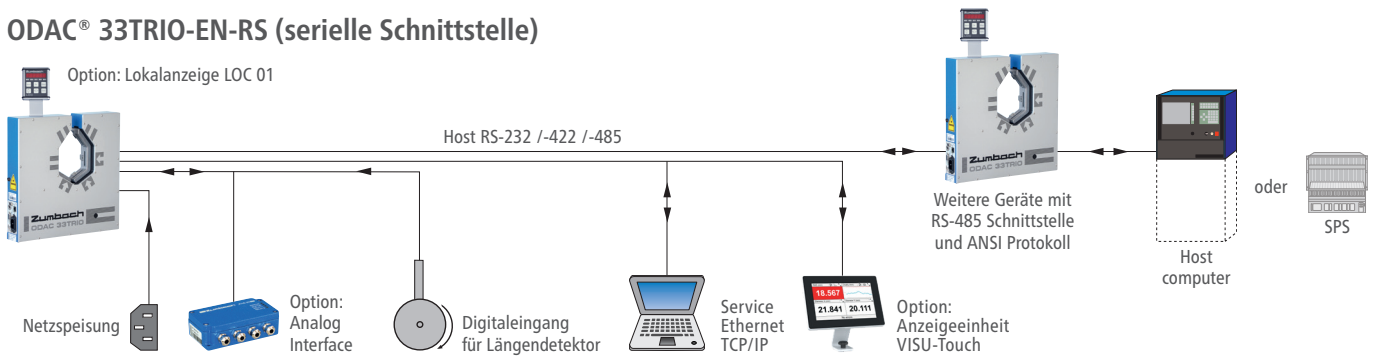 ODAC® 33TRIO-EN-RS (serielle Schnittstelle)
Option: Lokalanzeige LOC 01
Host RS-232 /-422 /-485
Zumbach
ODAC 33TRIO
Zumbach
ODAC 33TRIO
Weitere Geräte mit
RS-485 Schnittstelle
und ANSI Protokoll
oder
SPS
Host
computer
Netzspeisung
Option:
Analog
Interface
Digitaleingang
für Längendetektor
Service
Ethernet
TCP/IP
18.567
21.841 20.111
Option:
Anzeigeeinheit
VISU-Touch